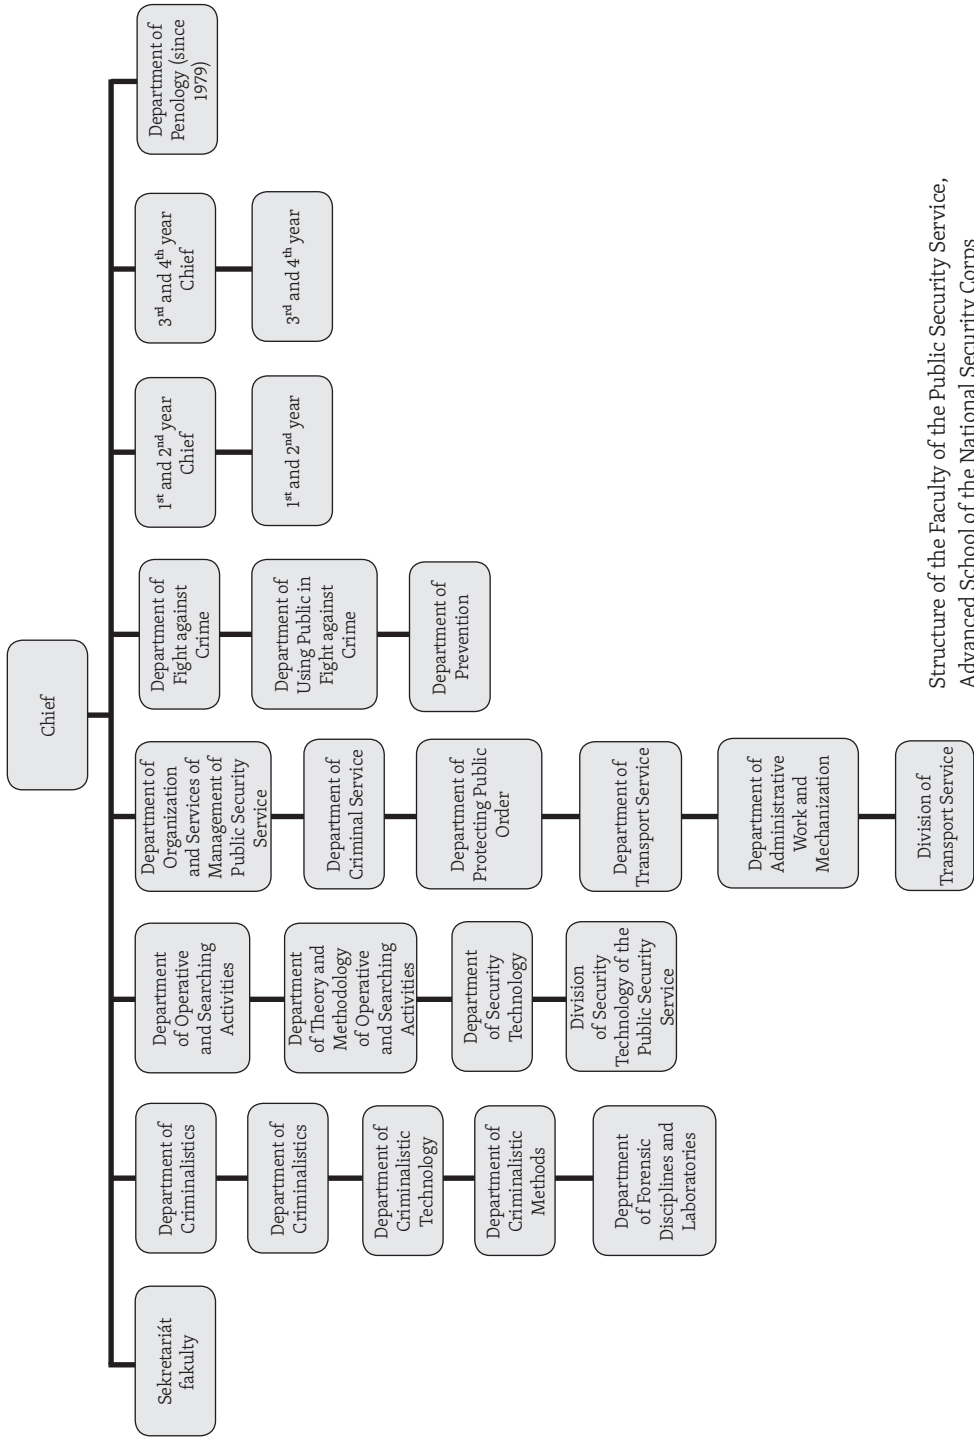 Chief
Sekretariát
fakulty
Department of
Criminalistics
Department of
Criminalistics
Department of
Criminalistic
Technology
Department of
Criminalistic
Methods
Department
of Forensic
Disciplines and
Laboratories
Department
of Operative
and Searching
Activities
Department
of Theory and
Methodology
of Operative
and Searching
Activities
Department
of Security
Technology
Division
of Security
Technology of the
Public Security
Service
Department of
Organization
and Services of
Management of
Public Security
Service
Department of
Criminal Service
Department of
Protecting Public
Order
Department of
Transport Service
Department of
Administrative
Work and
Mechanization
Division of
Transport Service
Department of
Fight against
Crime
Department of
Using Public in
Fight against
Crime
Department of
Prevention
1st and 2nd year
Chief
1st and 2nd year
3rd and 4th year
Chief
3rd and 4th year
Department of
Penology (since
1979)
Structure of the Faculty of the Public Security Service,
Advanced School of the National Security Corps